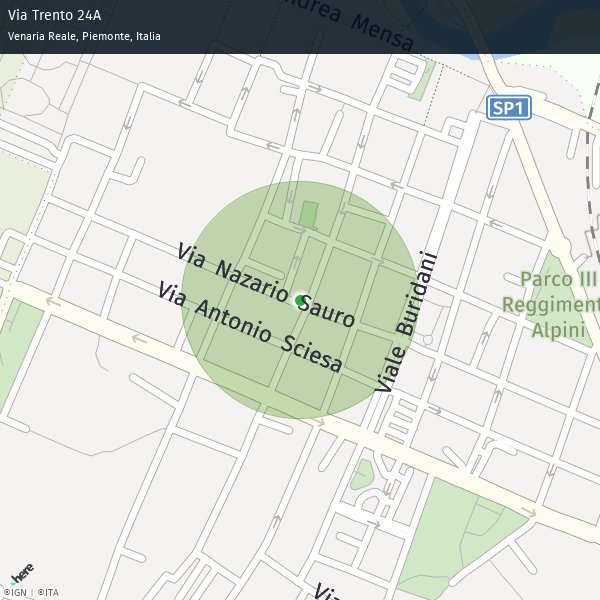 Via Trento 24A
Venaria Reale, Piemonte, Italia
Mensa
SP1
Via Nazario Sauro
Via Antonio Sciesa
Viale Buridani
Parco III
Reggiment
Alpini
Via
here
©IGN | ©ITA